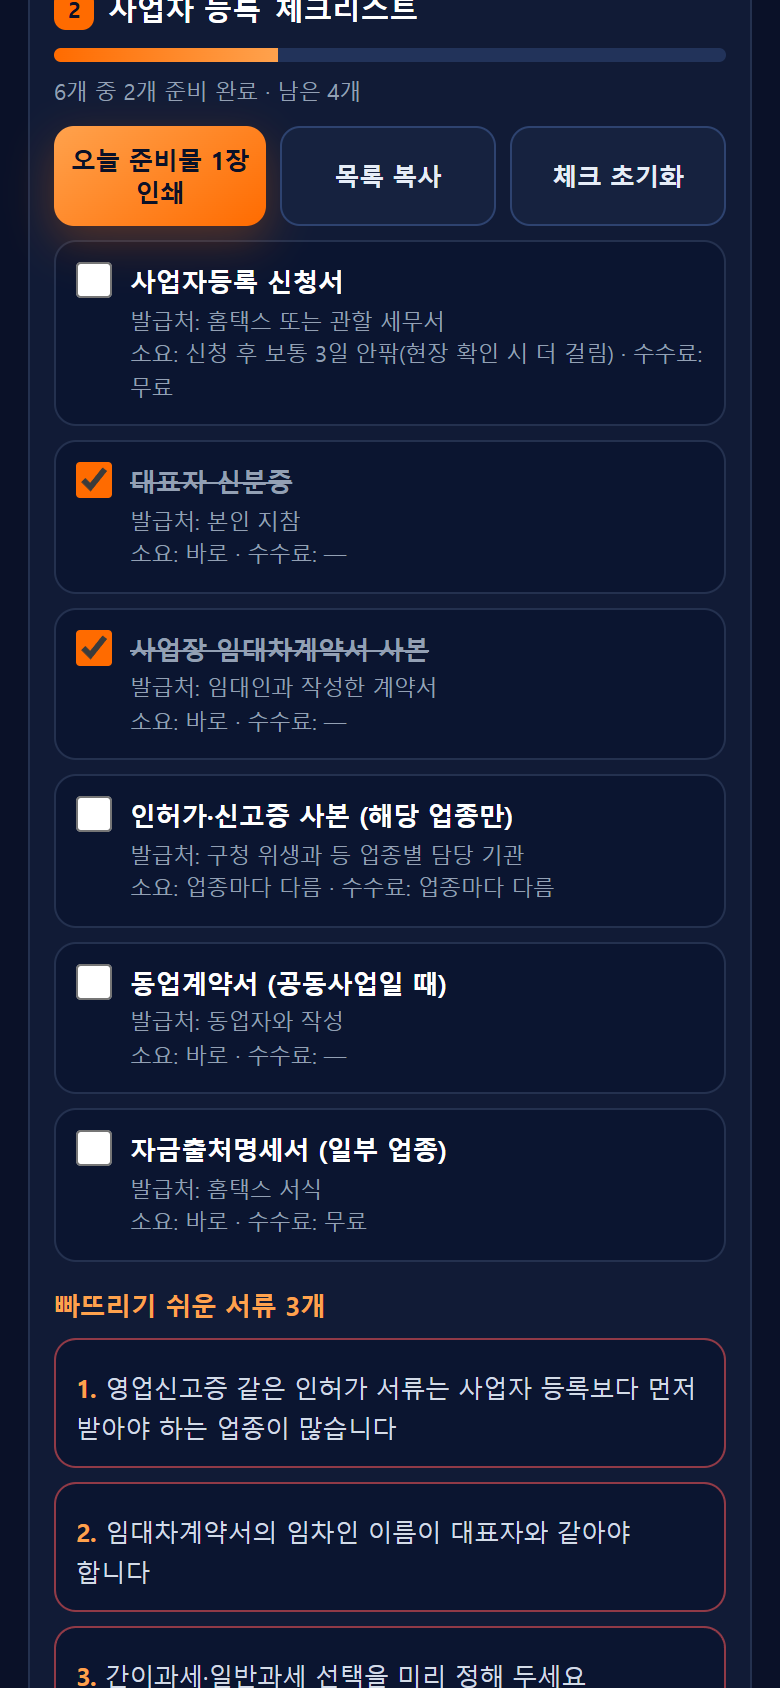 2 사업자 등록 체크리스트
6개 중 2개 준비 완료 · 남은 4개
오늘 준비물 1장
인쇄
목록 복사
체크 초기화
사업자등록 신청서
발급처: 홈택스 또는 관할 세무서
소요: 신청 후 보통 3일 안팎(현장 확인 시 더 걸림) · 수수료:
무료
대표자 신분증
발급처: 본인 지참
소요: 바로 · 수수료: —
사업장 임대차계약서 사본
발급처: 임대인과 작성한 계약서
소요: 바로 · 수수료: —
인허가·신고증 사본 (해당 업종만)
발급처: 구청 위생과 등 업종별 담당 기관
소요: 업종마다 다름 · 수수료: 업종마다 다름
동업계약서 (공동사업일 때)
발급처: 동업자와 작성
소요: 바로 · 수수료: —
자금출처명세서 (일부 업종)
발급처: 홈택스 서식
소요: 바로 · 수수료: 무료
빠뜨리기 쉬운 서류 3개
1. 영업신고증 같은 인허가 서류는 사업자 등록보다 먼저
받아야 하는 업종이 많습니다
2. 임대차계약서의 임차인 이름이 대표자와 같아야
합니다
3. 간이과세·일반과세 선택을 미리 정해 두세요